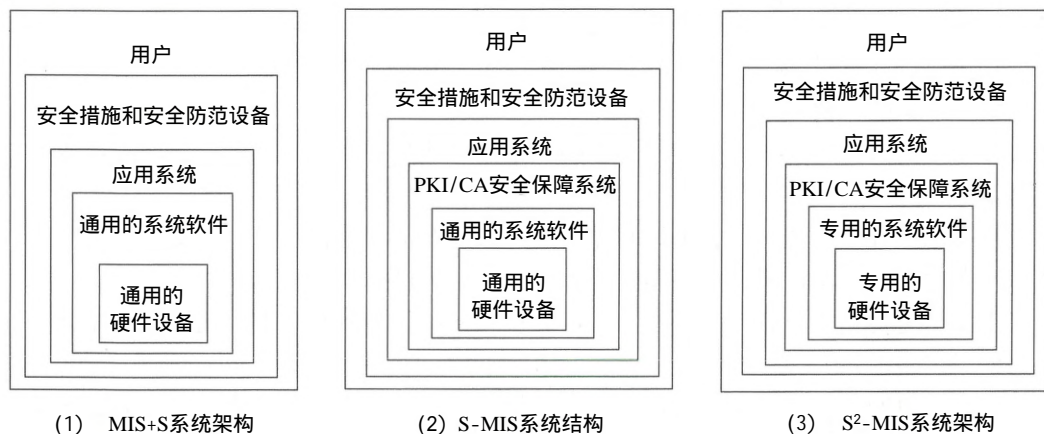 用户
安全措施和安全防范设备
应用系统
通用的系统软件
通用的
硬件设备
(1) MIS+S系统架构
用户
安全措施和安全防范设备
应用系统
PKI/CA安全保障系统
通用的系统软件
通用的
硬件设备
(2) S-MIS系统结构
用户
安全措施和安全防范设备
应用系统
PKI/CA安全保障系统
专用的系统软件
专用的
硬件设备
(3) S²-MIS系统架构